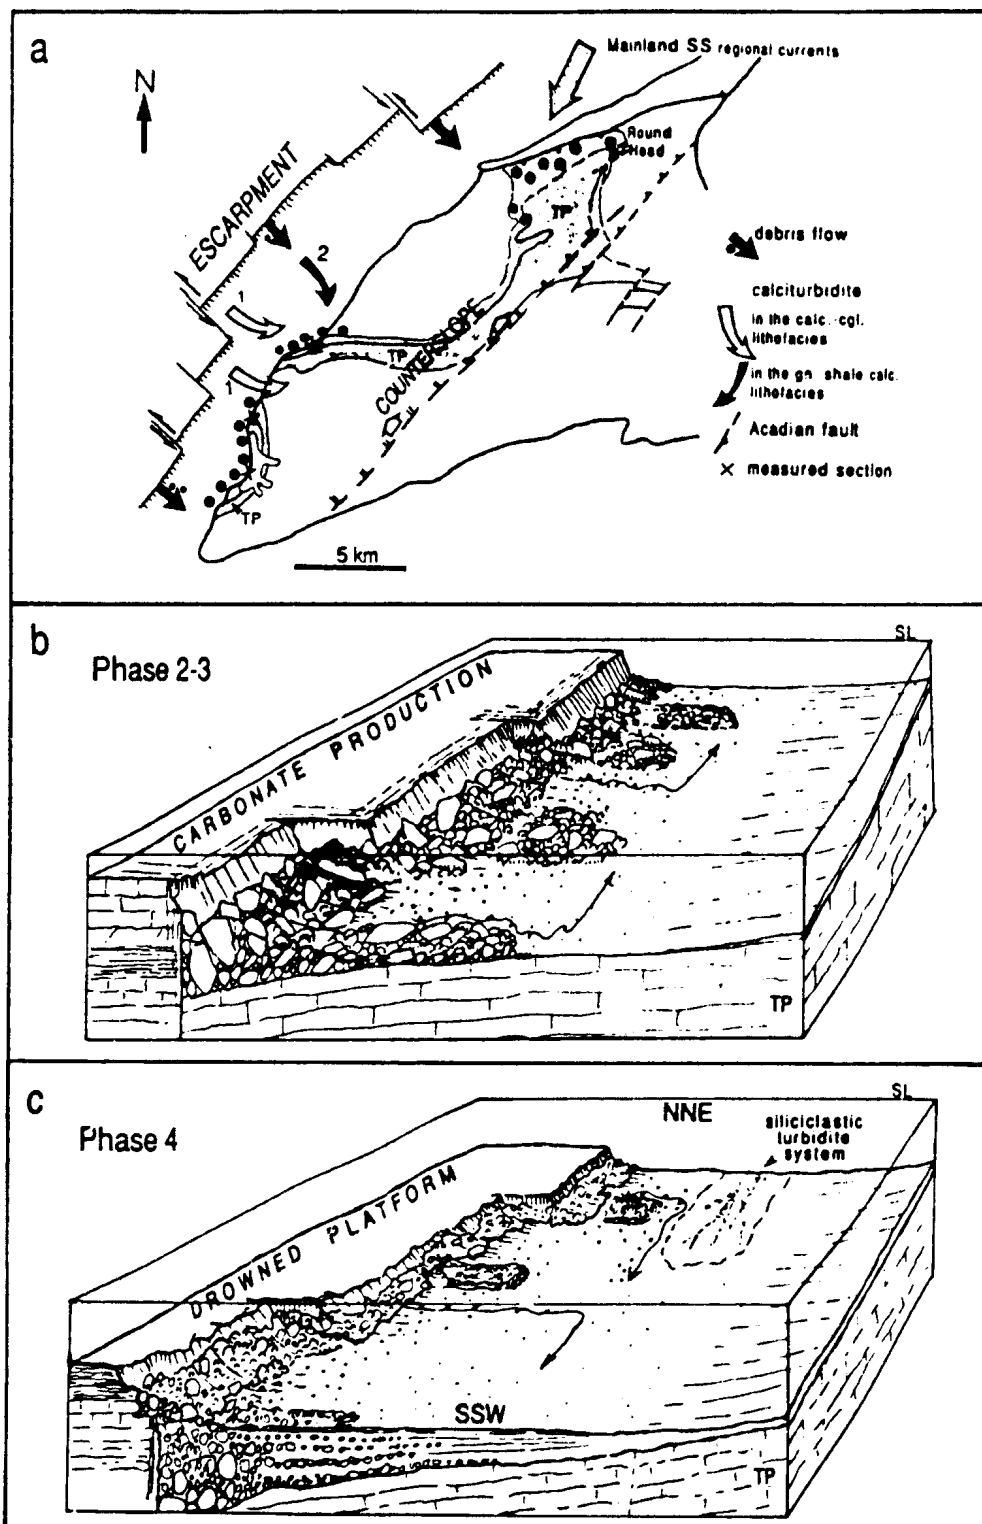 a
N
Mainland SS regional currents
Round
Head
TP
ESCARPMENT
2
1
TP
COUNTERSLOPE
1
TP
5 km
debris flow
calciturbidite
in the calc.-cgl.
lithefacies
in the gn. shale calc.
lithefacies
Acadian fault
× measured section
b
Phase 2-3
SL
CARBONATE PRODUCTION
TP
c
Phase 4
SL
NNE
siliciclastic
turbidite
system
DROWNED PLATFORM
SSW
TP